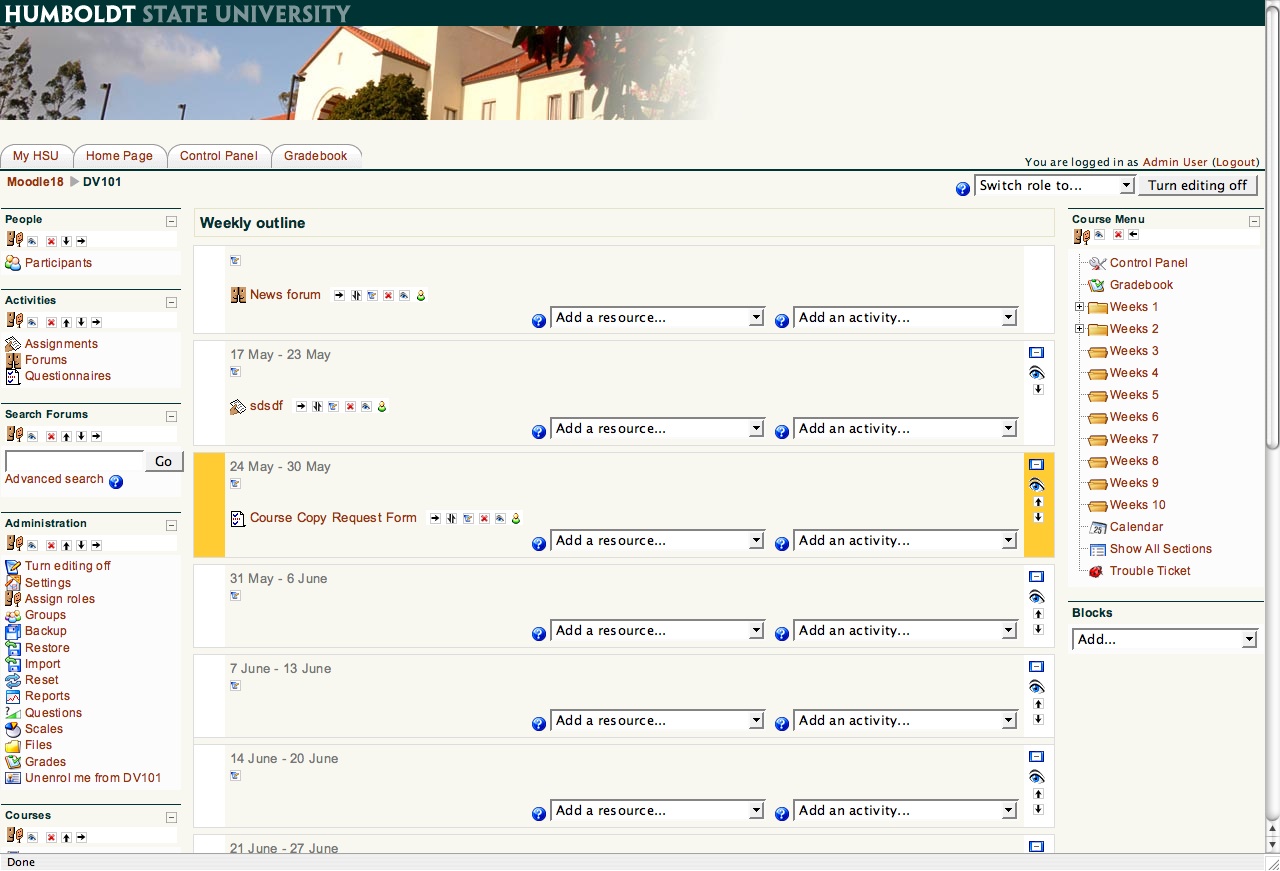 HUMBOLDT STATE UNIVERSITY
My HSU
Home Page
Control Panel
Gradebook
You are logged in as Admin User (Logout)
Moodle18 ▶ DV101
Switch role to...
Turn editing off
People
Participants
Activities
Assignments
Forums
Questionnaires
Search Forums
Go
Advanced search
Administration
Turn editing off
Settings
Assign roles
Groups
Backup
Restore
Import
Reset
Reports
Questions
Scales
Files
Grades
Unenrol me from DV101
Courses
Weekly outline
News forum
Add a resource... Add an activity...
17 May - 23 May
sdsdf
Add a resource... Add an activity...
24 May - 30 May
Course Copy Request Form
Add a resource... Add an activity...
31 May - 6 June
Add a resource... Add an activity...
7 June - 13 June
Add a resource... Add an activity...
14 June - 20 June
Add a resource... Add an activity...
21 June - 27 June
Course Menu
Control Panel
Gradebook
Weeks 1
Weeks 2
Weeks 3
Weeks 4
Weeks 5
Weeks 6
Weeks 7
Weeks 8
Weeks 9
Weeks 10
Calendar
Show All Sections
Trouble Ticket
Blocks
Add...
Done